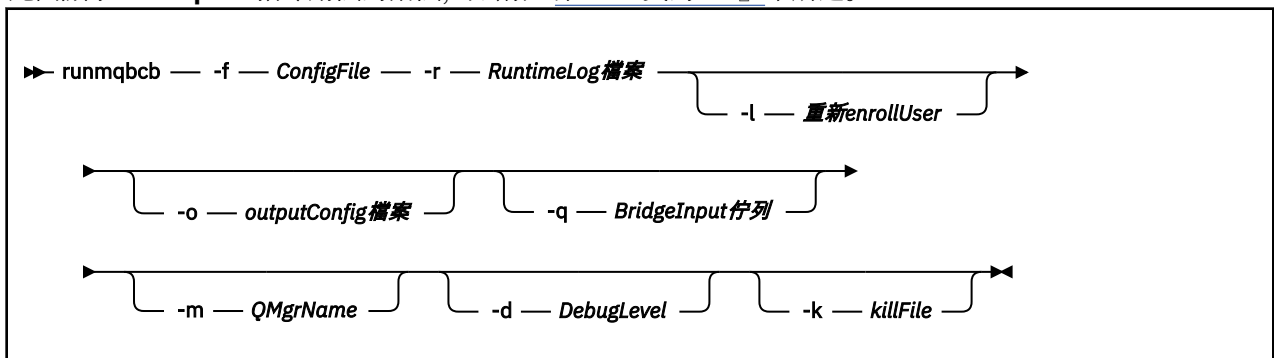 runmqbcb -f ConfigFile -r RuntimeLog檔案
-l 重新enrollUser
-o outputConfig檔案 -q BridgeInput佇列
-m QMgrName -d DebugLevel -k killFile